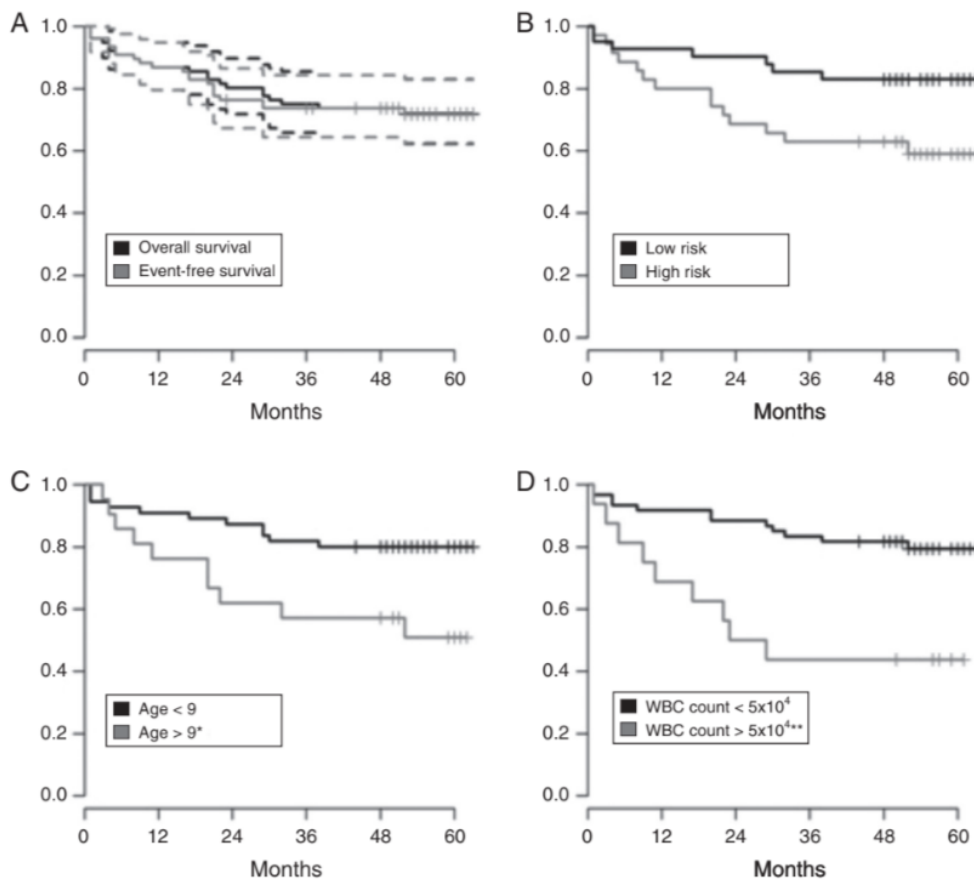 A
1.0
0.8
0.6
0.4
0.2
0.0
Overall survival
Event-free survival
0 12 24 36 48 60
Months
B
1.0
0.8
0.6
0.4
0.2
0.0
Low risk
High risk
0 12 24 36 48 60
Months
C
1.0
0.8
0.6
0.4
0.2
0.0
Age < 9
Age > 9*
0 12 24 36 48 60
Months
D
1.0
0.8
0.6
0.4
0.2
0.0
WBC count < 5x10⁴
WBC count > 5x10⁴**
0 12 24 36 48 60
Months